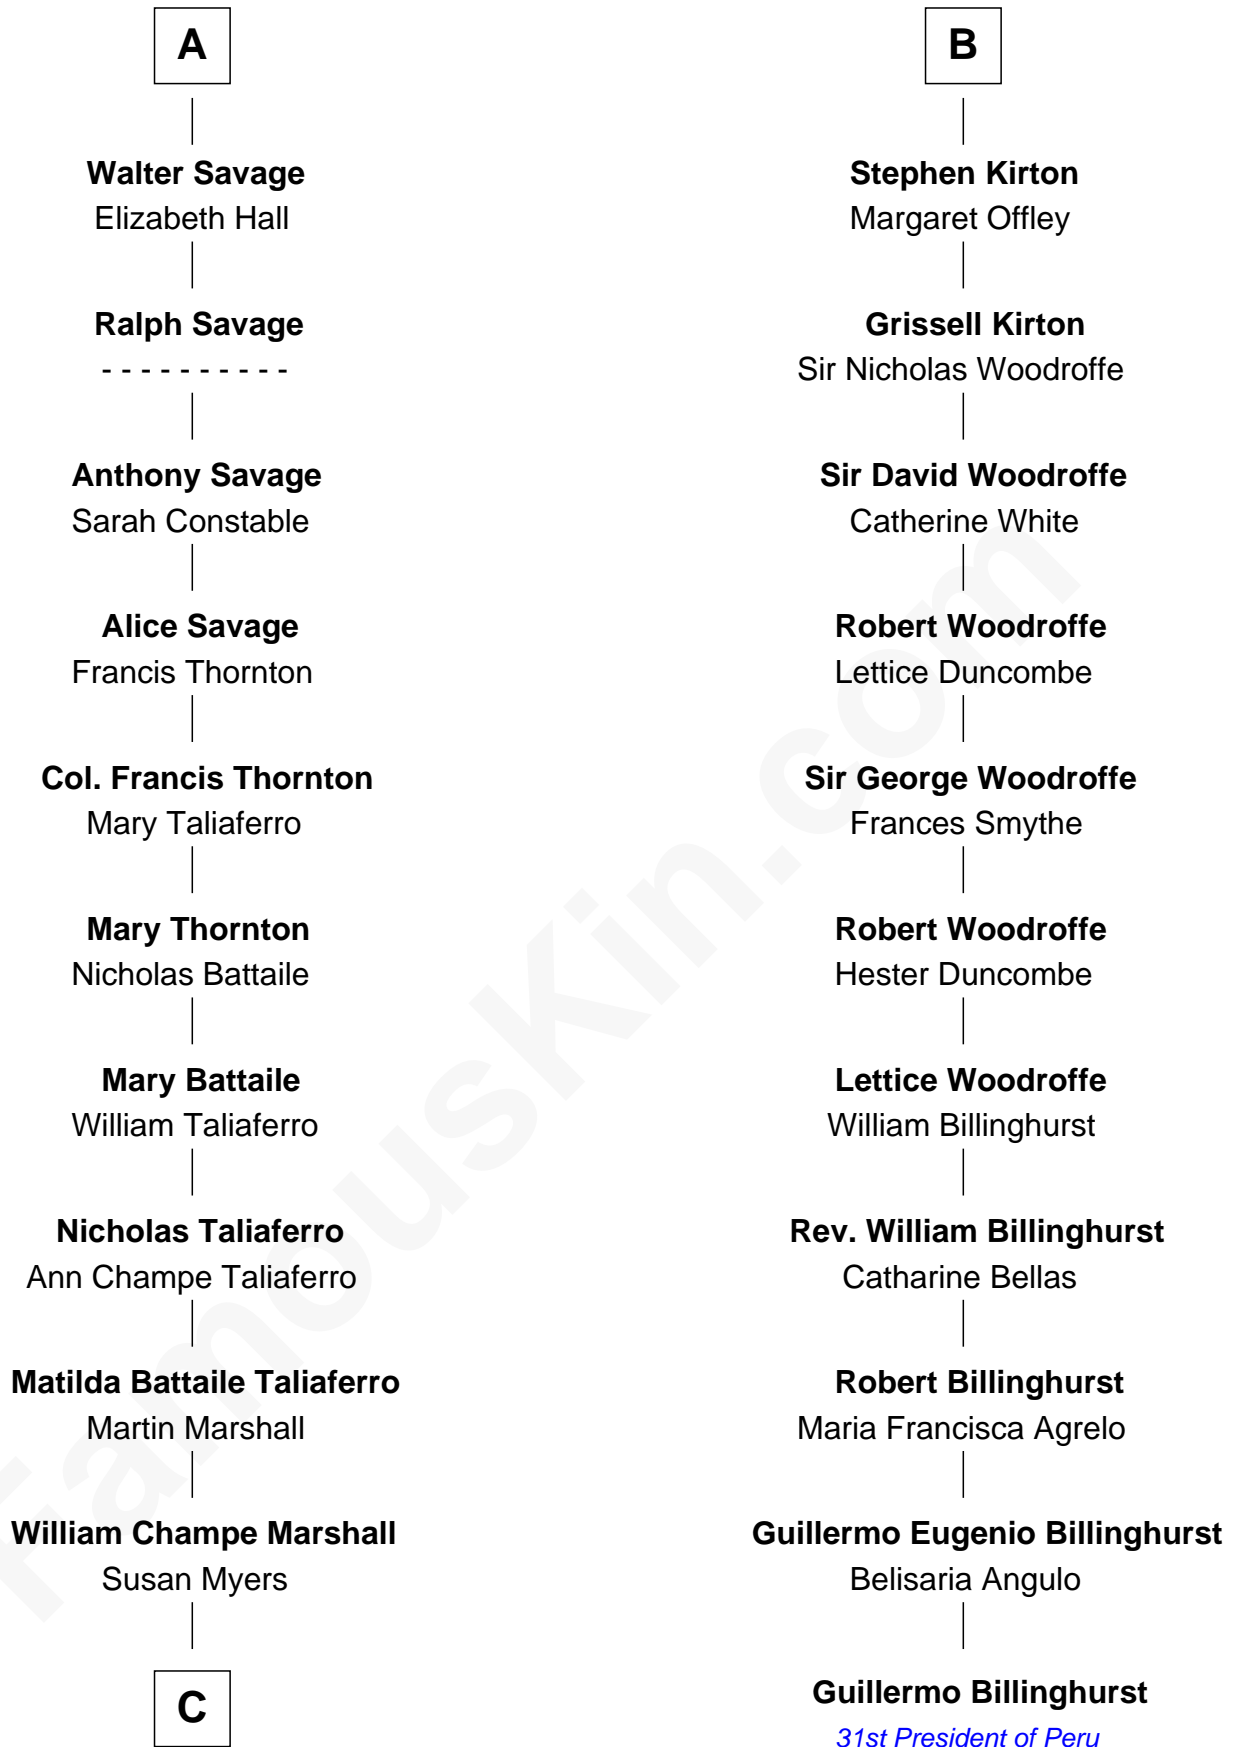 A
Walter Savage
Elizabeth Hall
Ralph Savage
- - - - - - - - - -
Anthony Savage
Sarah Constable
Alice Savage
Francis Thornton
Col. Francis Thornton
Mary Taliaferro
Mary Thornton
Nicholas Battaile
Mary Battaile
William Taliaferro
Nicholas Taliaferro
Ann Champe Taliaferro
Matilda Battaile Taliaferro
Martin Marshall
William Champe Marshall
Susan Myers
C
B
Stephen Kirton
Margaret Offley
Grissell Kirton
Sir Nicholas Woodroffe
Sir David Woodroffe
Catherine White
Robert Woodroffe
Lettice Duncombe
Sir George Woodroffe
Frances Smythe
Robert Woodroffe
Hester Duncombe
Lettice Woodroffe
William Billinghurst
Rev. William Billinghurst
Catharine Bellas
Robert Billinghurst
Maria Francisca Agrelo
Guillermo Eugenio Billinghurst
Belisaria Angulo
Guillermo Billinghurst
31st President of Peru
FamousKin.com